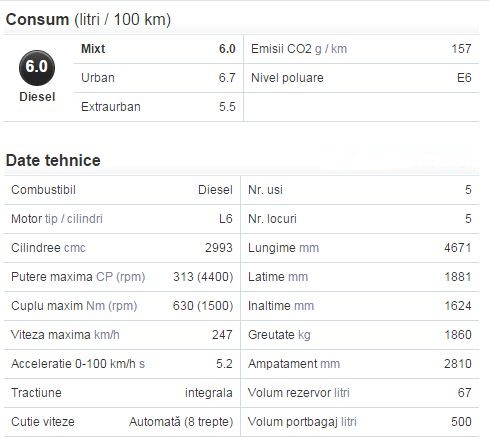 Consum (litri / 100 km)
6.0
Diesel
Mixt 6.0 Emisii CO2 g / km 157
Urban 6.7 Nivel poluare E6
Extraurban 5.5
Date tehnice
Combustibil Diesel Nr. usi 5
Motor tip / cilindri L6 Nr. locuri 5
Cilindree cmc 2993 Lungime mm 4671
Putere maxima CP (rpm) 313 (4400) Latime mm 1881
Cuplu maxim Nm (rpm) 630 (1500) Inaltime mm 1624
Viteza maxima km/h 247 Greutate kg 1860
Acceleratie 0-100 km/h s 5.2 Ampatament mm 2810
Tractiune integrala Volum rezervor litri 67
Cutie viteze Automată (8 trepte) Volum portbagaj litri 500